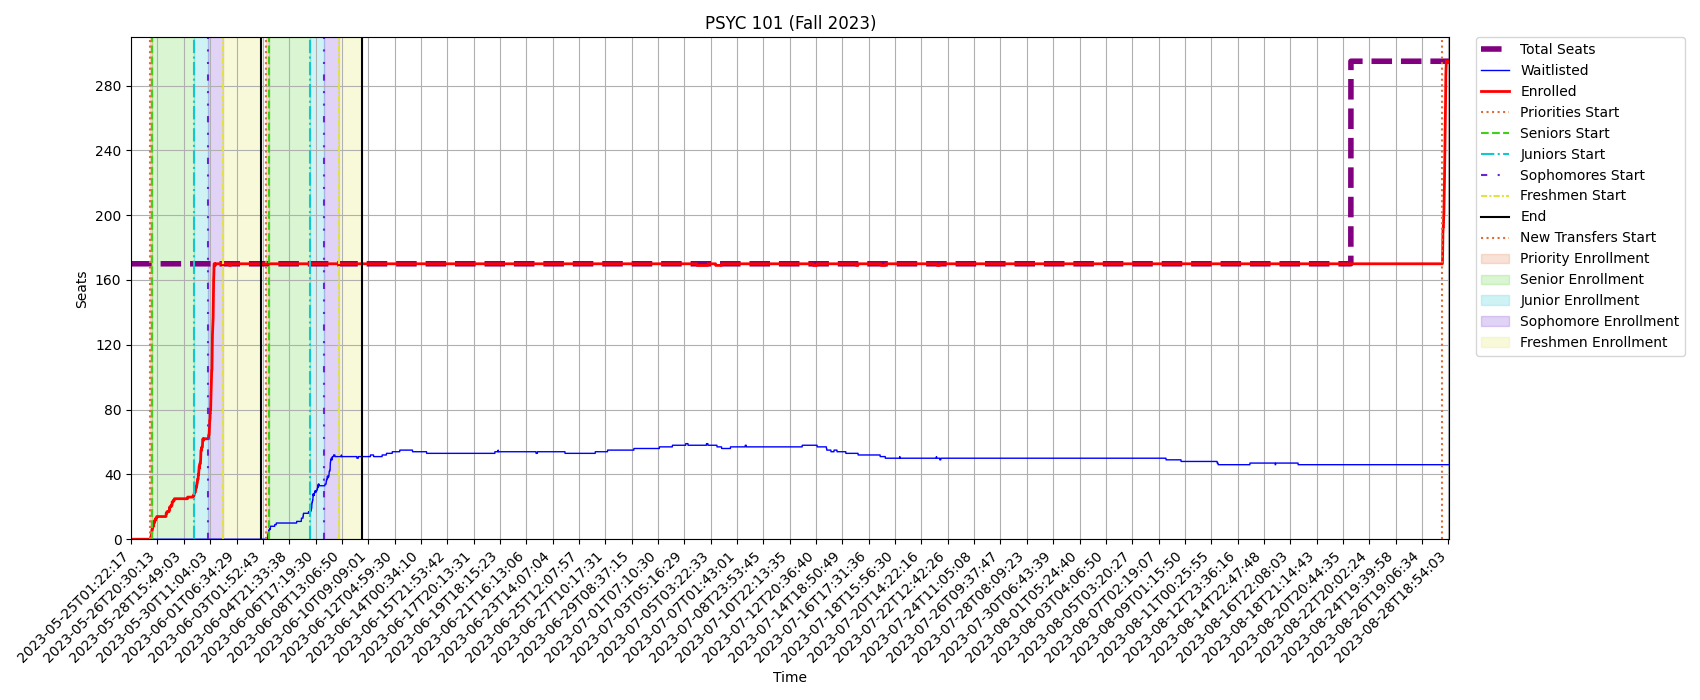 PSYC 101 (Fall 2023)
Total Seats
Waitlisted
Enrolled
Priorities Start
Seniors Start
Juniors Start
Sophomores Start
Freshmen Start
End
New Transfers Start
Priority Enrollment
Senior Enrollment
Junior Enrollment
Sophomore Enrollment
Freshmen Enrollment
Seats
280
240
200
160
120
80
40
0
2023-05-25T01:22:17
2023-05-26T20:30:13
2023-05-28T15:49:03
2023-05-30T11:04:03
2023-06-01T06:34:29
2023-06-03T01:52:43
2023-06-04T21:33:38
2023-06-06T17:19:30
2023-06-08T13:06:50
2023-06-10T09:09:01
2023-06-12T04:59:30
2023-06-14T00:34:10
2023-06-15T21:53:42
2023-06-17T20:13:31
2023-06-19T18:15:23
2023-06-21T16:13:06
2023-06-23T14:07:04
2023-06-25T12:07:57
2023-06-27T10:17:31
2023-06-29T08:37:15
2023-07-01T07:10:30
2023-07-03T05:16:29
2023-07-05T03:22:33
2023-07-07T01:43:01
2023-07-08T23:53:45
2023-07-10T22:13:35
2023-07-12T20:36:40
2023-07-14T18:50:49
2023-07-16T17:31:36
2023-07-18T15:56:30
2023-07-20T14:22:16
2023-07-22T12:42:26
2023-07-24T11:05:08
2023-07-26T09:37:47
2023-07-28T08:09:23
2023-07-30T06:43:39
2023-08-01T05:24:40
2023-08-03T04:06:50
2023-08-05T03:20:27
2023-08-07T02:19:07
2023-08-09T01:15:50
2023-08-11T00:25:55
2023-08-12T23:36:16
2023-08-14T22:47:48
2023-08-16T22:08:03
2023-08-18T21:14:43
2023-08-20T20:44:35
2023-08-22T20:02:24
2023-08-24T19:39:58
2023-08-26T19:06:34
2023-08-28T18:54:03
Time